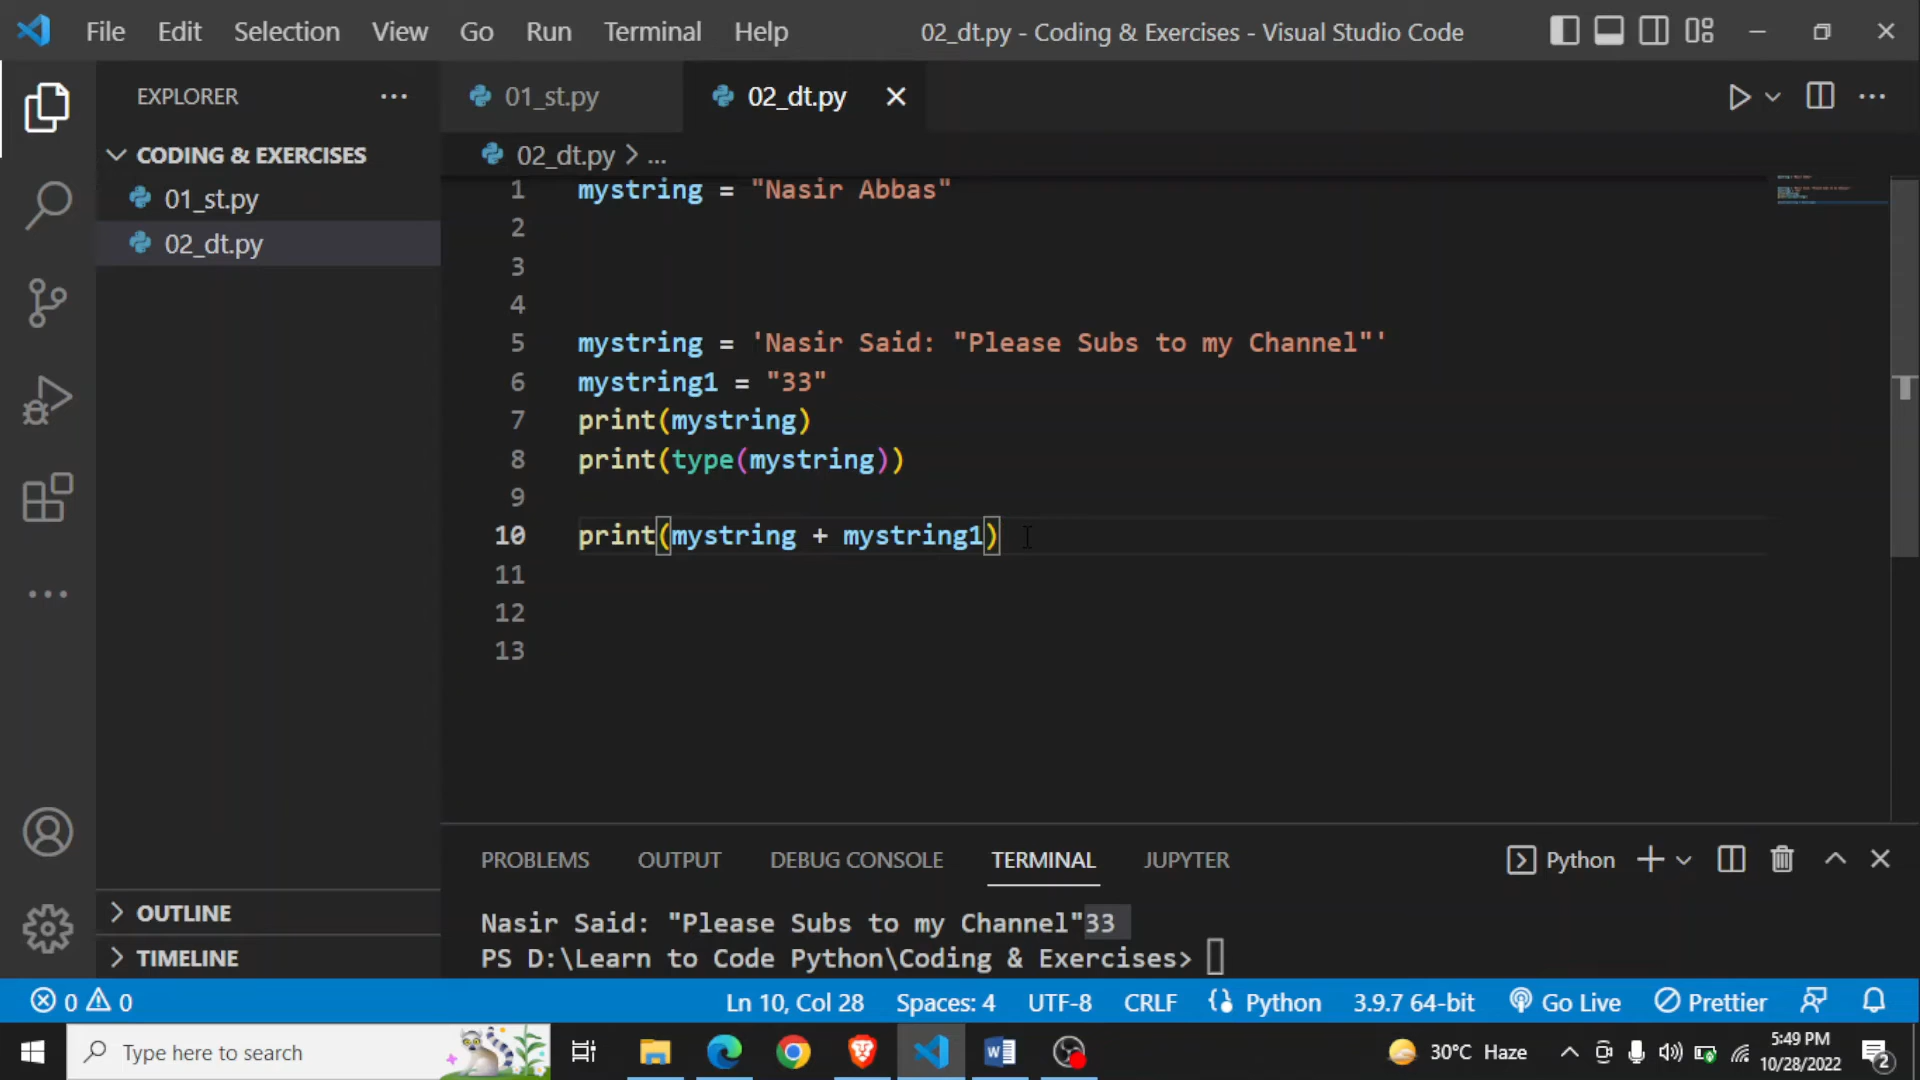 File Edit Selection View Go Run Terminal Help 02_dt.py - Coding & Exercises - Visual Studio Code
EXPLORER ... 01_st.py 02_dt.py
CODING & EXERCISES
01_st.py
02_dt.py
02_dt.py > ...
1 mystring = "Nasir Abbas"
2
3
4
5 mystring = 'Nasir Said: "Please Subs to my Channel"'
6 mystring1 = "33"
7 print(mystring)
8 print(type(mystring))
9
10 print(mystring + mystring1)
11
12
13
OUTLINE
TIMELINE
PROBLEMS OUTPUT DEBUG CONSOLE TERMINAL JUPYTER Python
Nasir Said: "Please Subs to my Channel"33
PS D:\Learn to Code Python\Coding & Exercises>
0 0 Ln 10, Col 28 Spaces: 4 UTF-8 CRLF Python 3.9.7 64-bit Go Live Prettier
Type here to search 30°C Haze 5:49 PM
10/28/2022 2